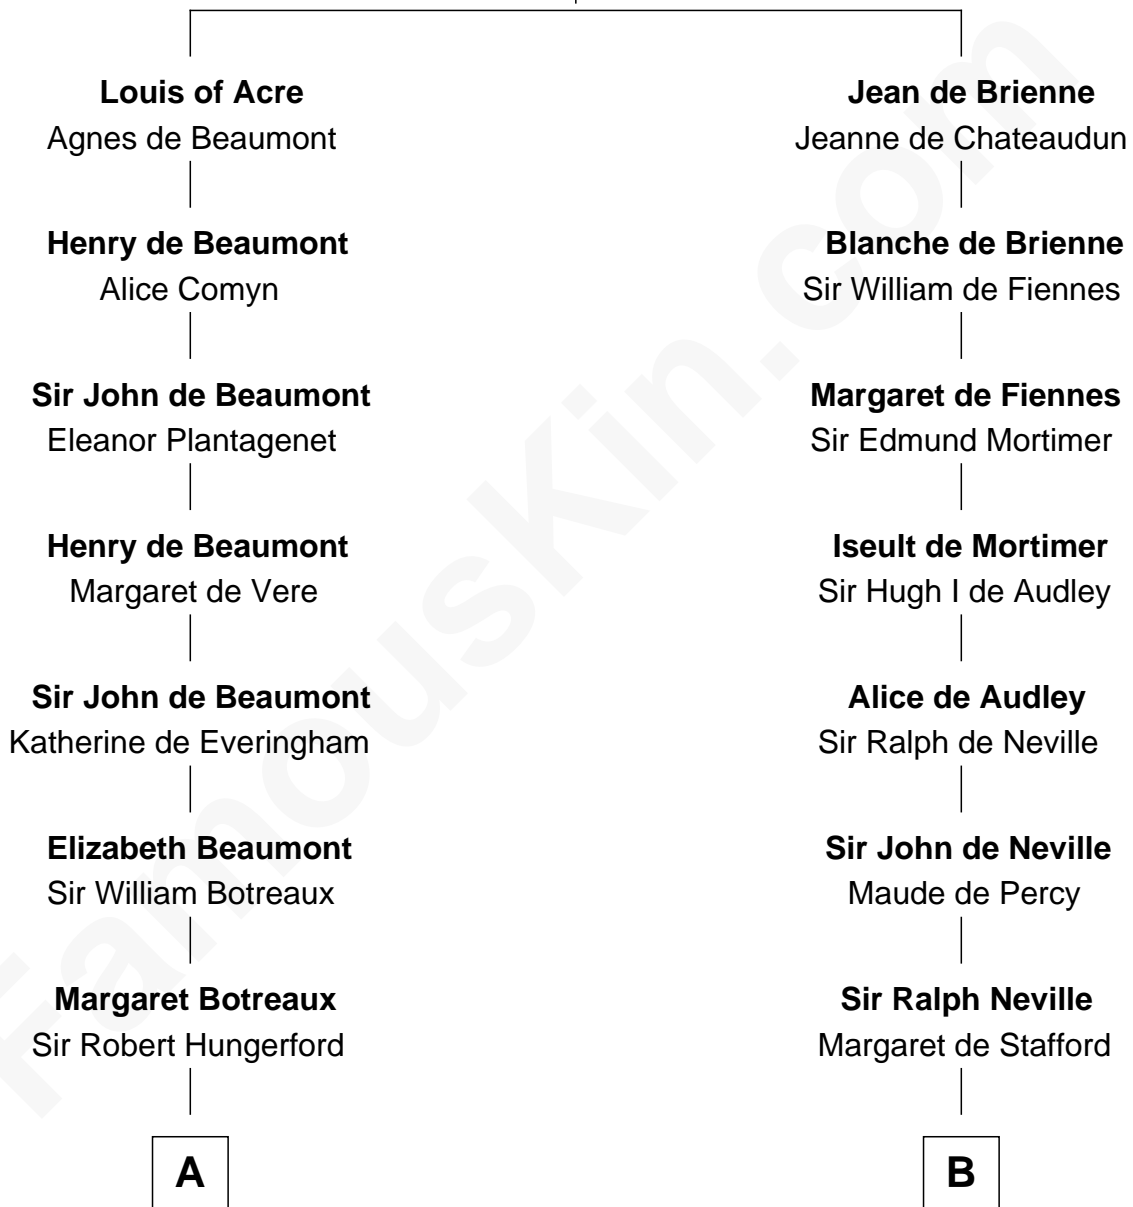 Louis of Acre
Agnes de Beaumont
Henry de Beaumont
Alice Comyn
Sir John de Beaumont
Eleanor Plantagenet
Henry de Beaumont
Margaret de Vere
Sir John de Beaumont
Katherine de Everingham
Elizabeth Beaumont
Sir William Botreaux
Margaret Botreaux
Sir Robert Hungerford
A
Jean de Brienne
Jeanne de Chateaudun
Blanche de Brienne
Sir William de Fiennes
Margaret de Fiennes
Sir Edmund Mortimer
Iseult de Mortimer
Sir Hugh I de Audley
Alice de Audley
Sir Ralph de Neville
Sir John de Neville
Maude de Percy
Sir Ralph Neville
Margaret de Stafford
B
FamousKin.com